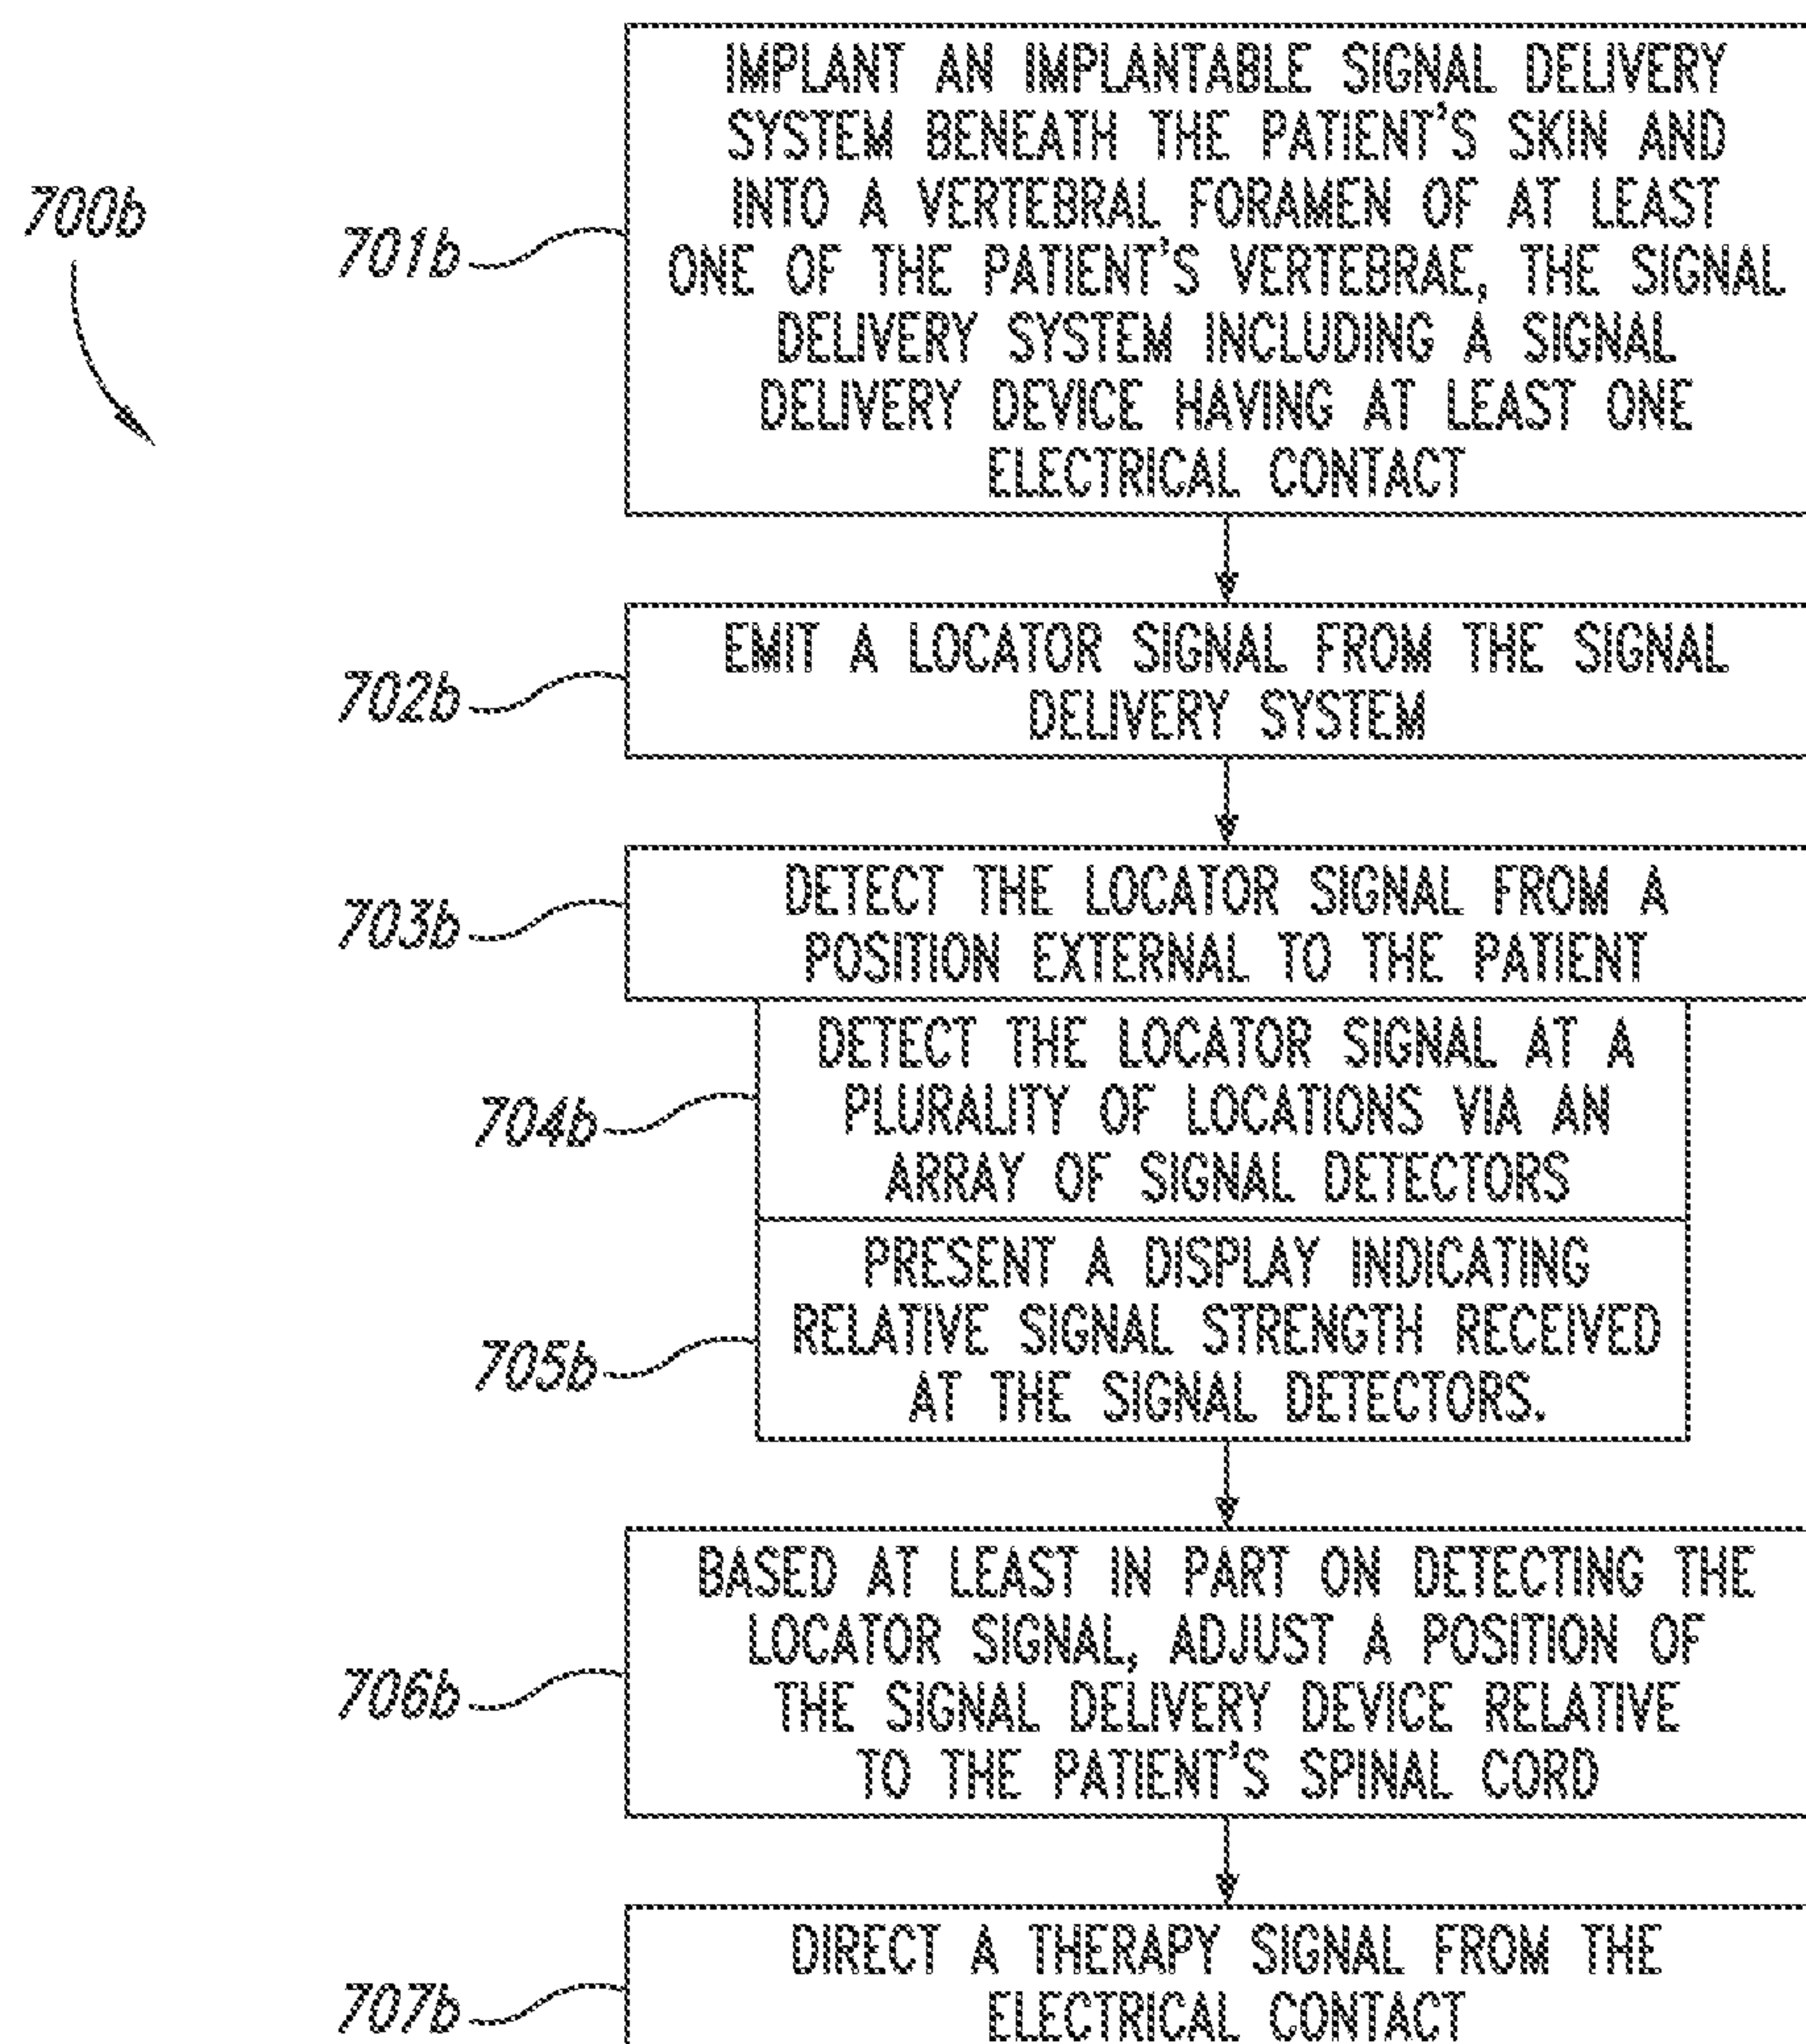 700b
701b
IMPLANT AN IMPLANTABLE SIGNAL DELIVERY
SYSTEM BENEATH THE PATIENT'S SKIN AND
INTO A VERTEBRAL FORAMEN OF AT LEAST
ONE OF THE PATIENT'S VERTEBRAE, THE SIGNAL
DELIVERY SYSTEM INCLUDING A SIGNAL
DELIVERY DEVICE HAVING AT LEAST ONE
ELECTRICAL CONTACT
702b
EMIT A LOCATOR SIGNAL FROM THE SIGNAL
DELIVERY SYSTEM
703b
DETECT THE LOCATOR SIGNAL FROM A
POSITION EXTERNAL TO THE PATIENT
704b
DETECT THE LOCATOR SIGNAL AT A
PLURALITY OF LOCATIONS VIA AN
ARRAY OF SIGNAL DETECTORS
705b
PRESENT A DISPLAY INDICATING
RELATIVE SIGNAL STRENGTH RECEIVED
AT THE SIGNAL DETECTORS.
706b
BASED AT LEAST IN PART ON DETECTING THE
LOCATOR SIGNAL, ADJUST A POSITION OF
THE SIGNAL DELIVERY DEVICE RELATIVE
TO THE PATIENT'S SPINAL CORD
707b
DIRECT A THERAPY SIGNAL FROM THE
ELECTRICAL CONTACT